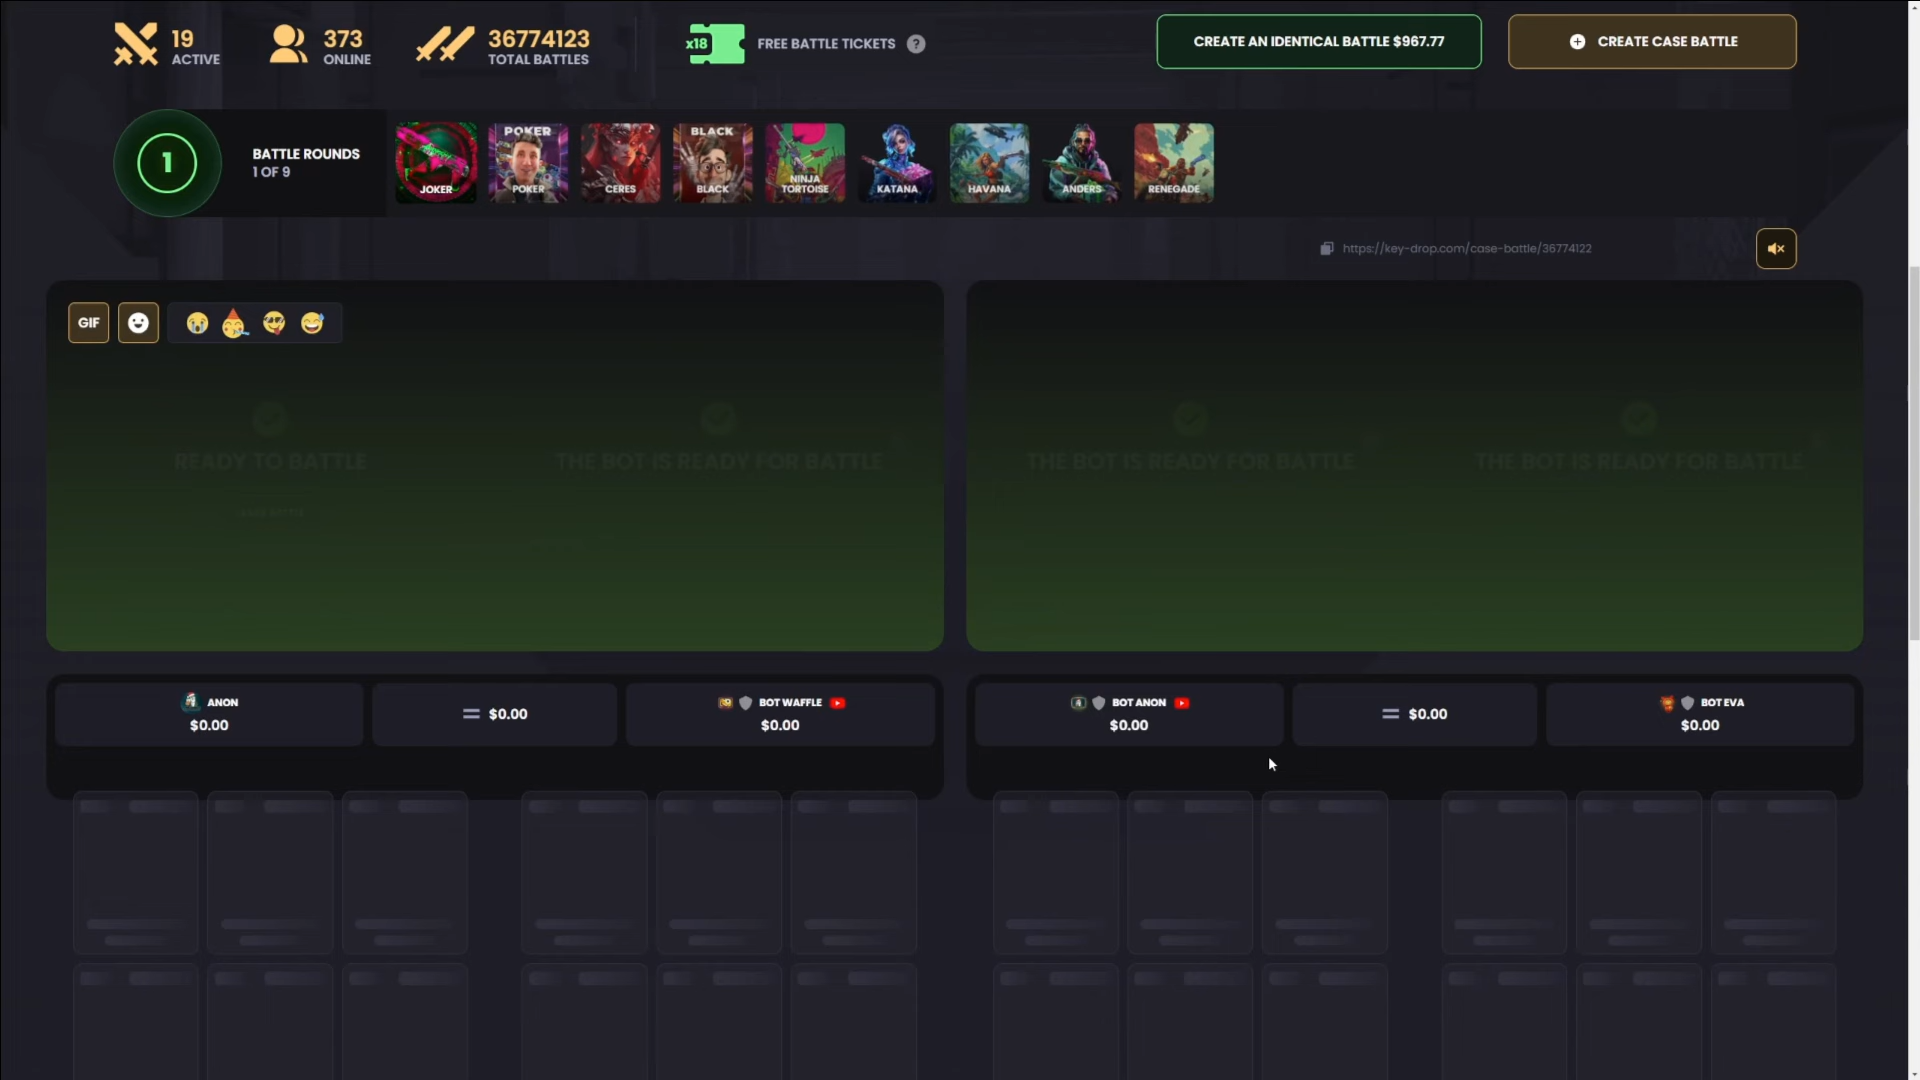 19
ACTIVE
373
ONLINE
36774123
TOTAL BATTLES
x18
FREE BATTLE TICKETS ?
CREATE AN IDENTICAL BATTLE $967.77
CREATE CASE BATTLE
1
BATTLE ROUNDS
1 OF 9
JOKER
POKER
POKER
CERES
BLACK
BLACK
NINJA
TORTOISE
KATANA
HAVANA
ANDERS
RENEGADE
https://key-drop.com/case-battle/36774122
GIF
READY TO BATTLE
THE BOT IS READY FOR BATTLE
THE BOT IS READY FOR BATTLE
THE BOT IS READY FOR BATTLE
ANON
$0.00
= $0.00
BOT WAFFLE
$0.00
BOT ANON
$0.00
= $0.00
BOT EVA
$0.00